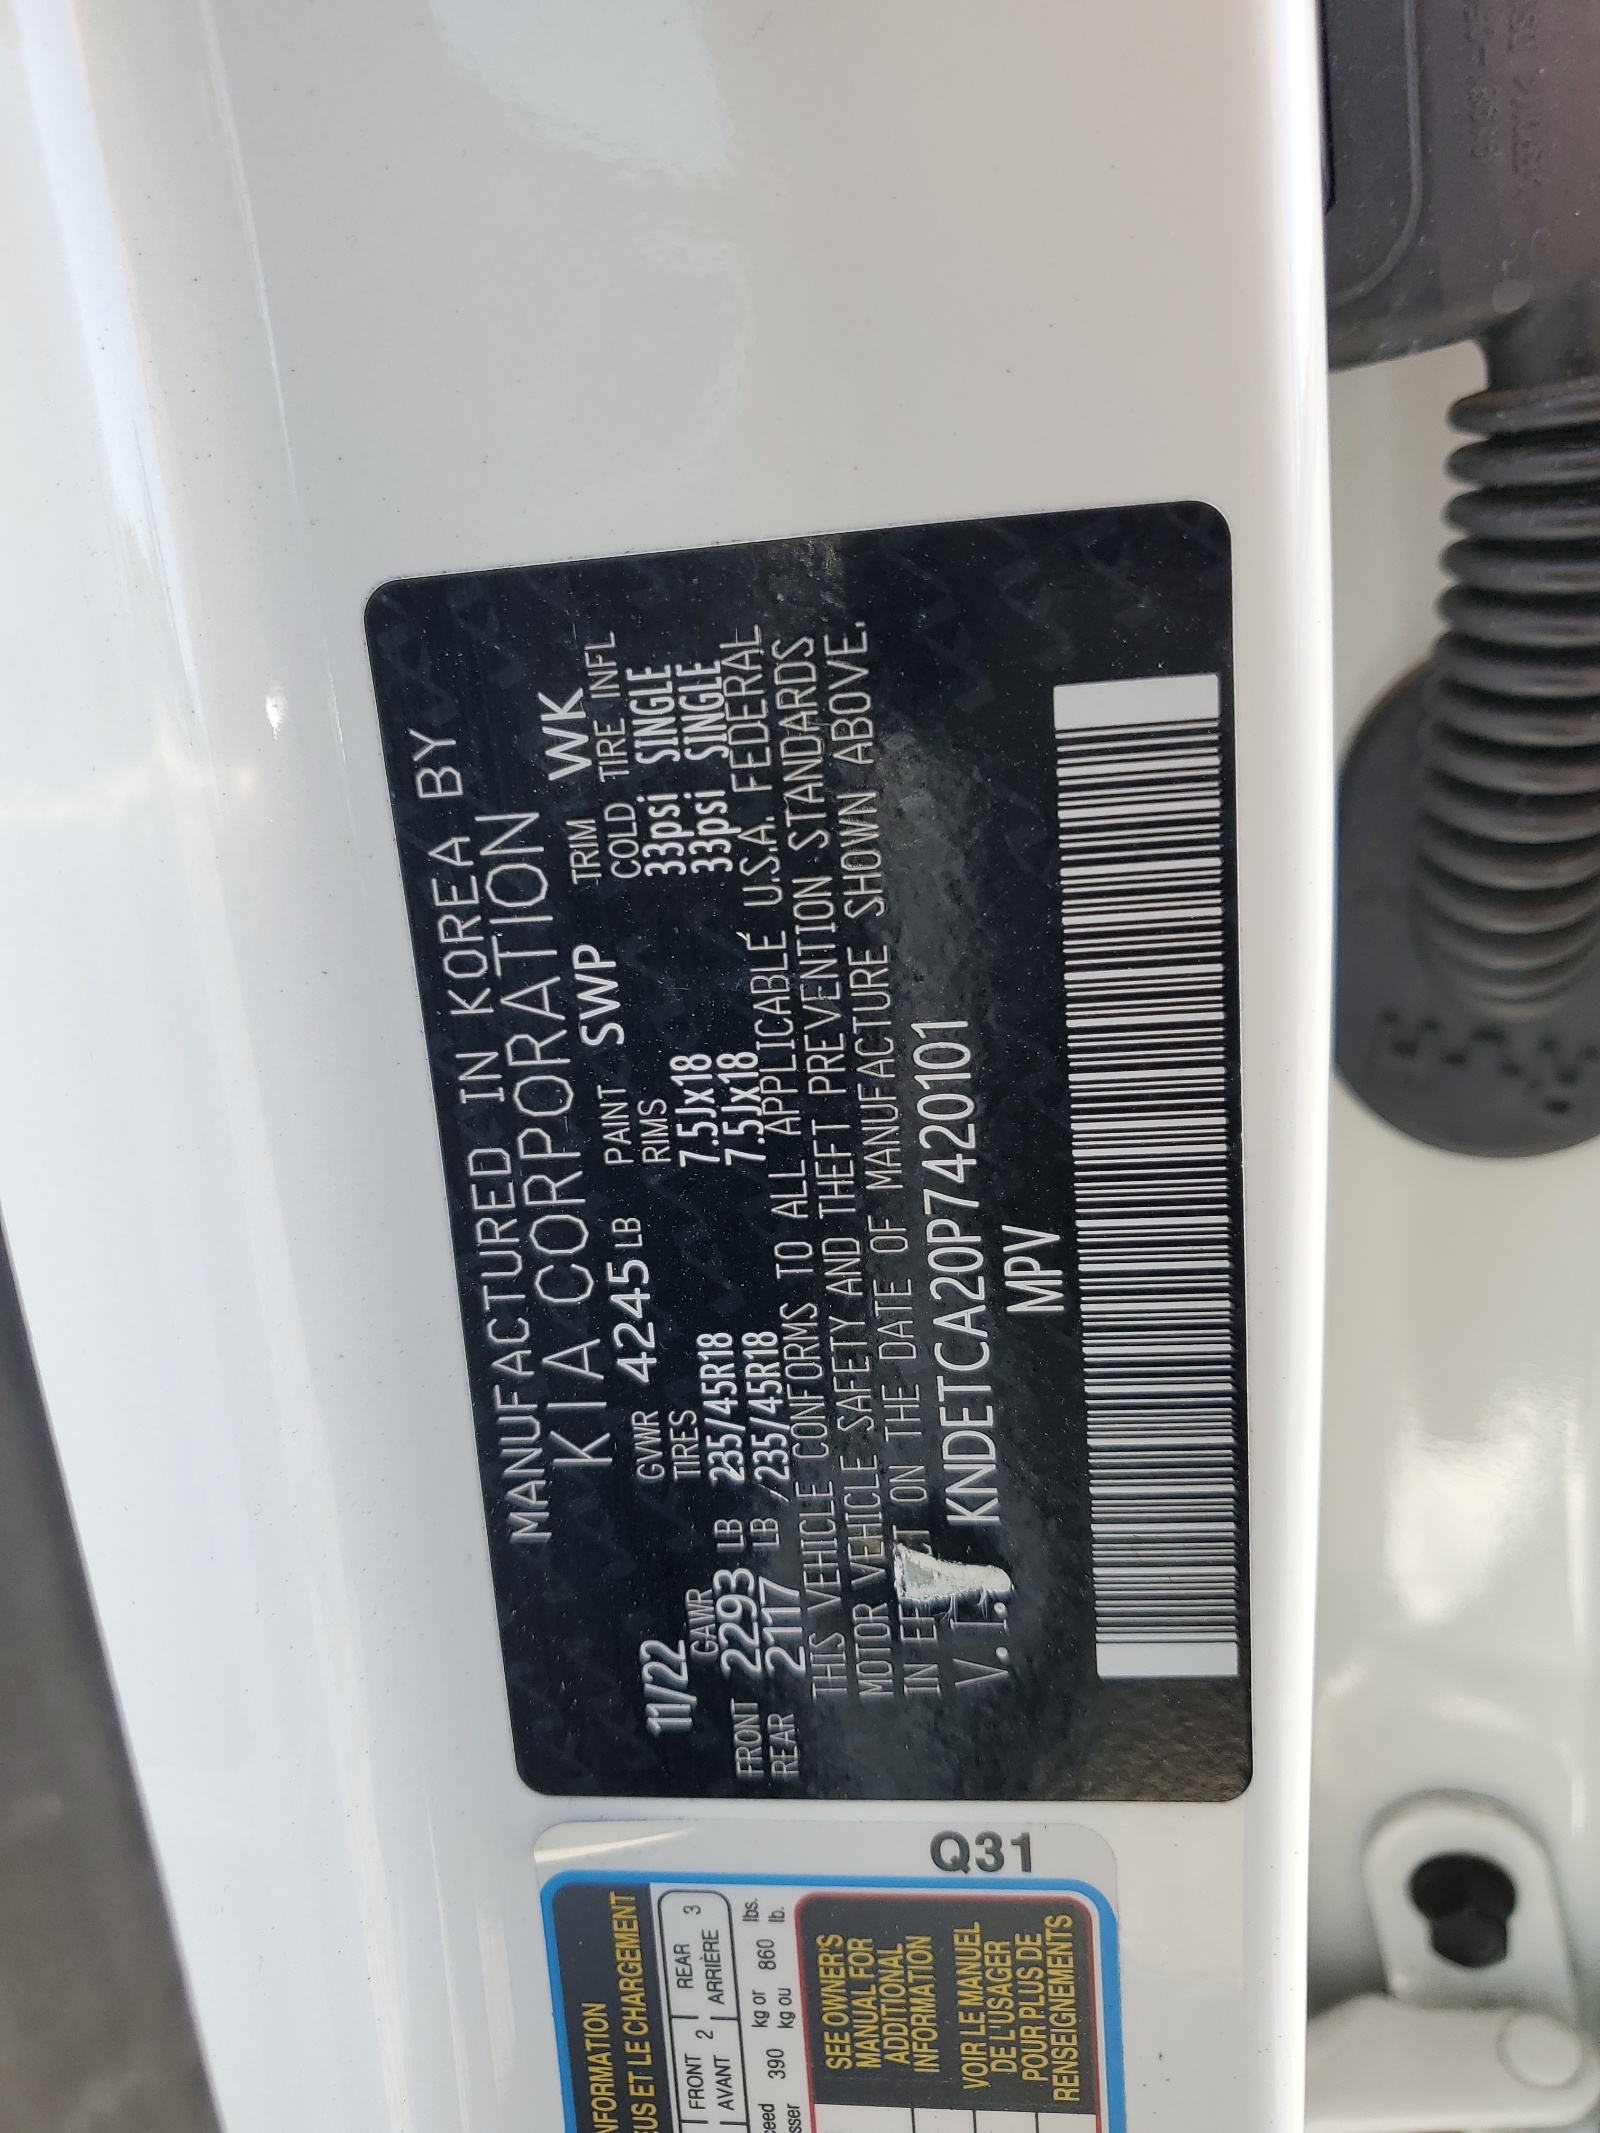 MANUFACTURED IN KOREA BY
KIA CORPORATION
11/22 GVWR 4245 LB PAINT SWP TRIM WK
GAWR TIRES RIMS COLD TIRE INFL
FRONT 2293 LB 235/45R18 7.5Jx18 33psi SINGLE
REAR 2117 LB /235/45R18 7.5Jx18 33psi SINGLE
THIS VEHICLE CONFORMS TO ALL APPLICABLE U.S.A. FEDERAL
MOTOR VEHICLE SAFETY AND THEFT PREVENTION STANDARDS
IN EFFECT ON THE DATE OF MANUFACTURE SHOWN ABOVE.
V.I. KNDETCA20P7420101
MPV
Q31
NFORMATION
EUS ET LE CHARGEMENT
FRONT 2 REAR 3
AVANT ARRIÈRE
ceed 390 kg or 860 lbs.
sser kg ou lb.
SEE OWNER'S
MANUAL FOR
ADDITIONAL
INFORMATION
VOIR LE MANUEL
DE L'USAGER
POUR PLUS DE
RENSEIGNEMENTS